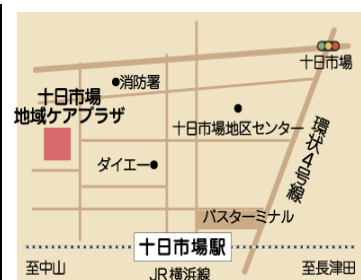 十日市場
消防署
十日市場
地域ケアプラザ
十日市場地区センター
環状4号線
ダイエー
バスターミナル
十日市場駅
至中山
JR横浜線
至長津田